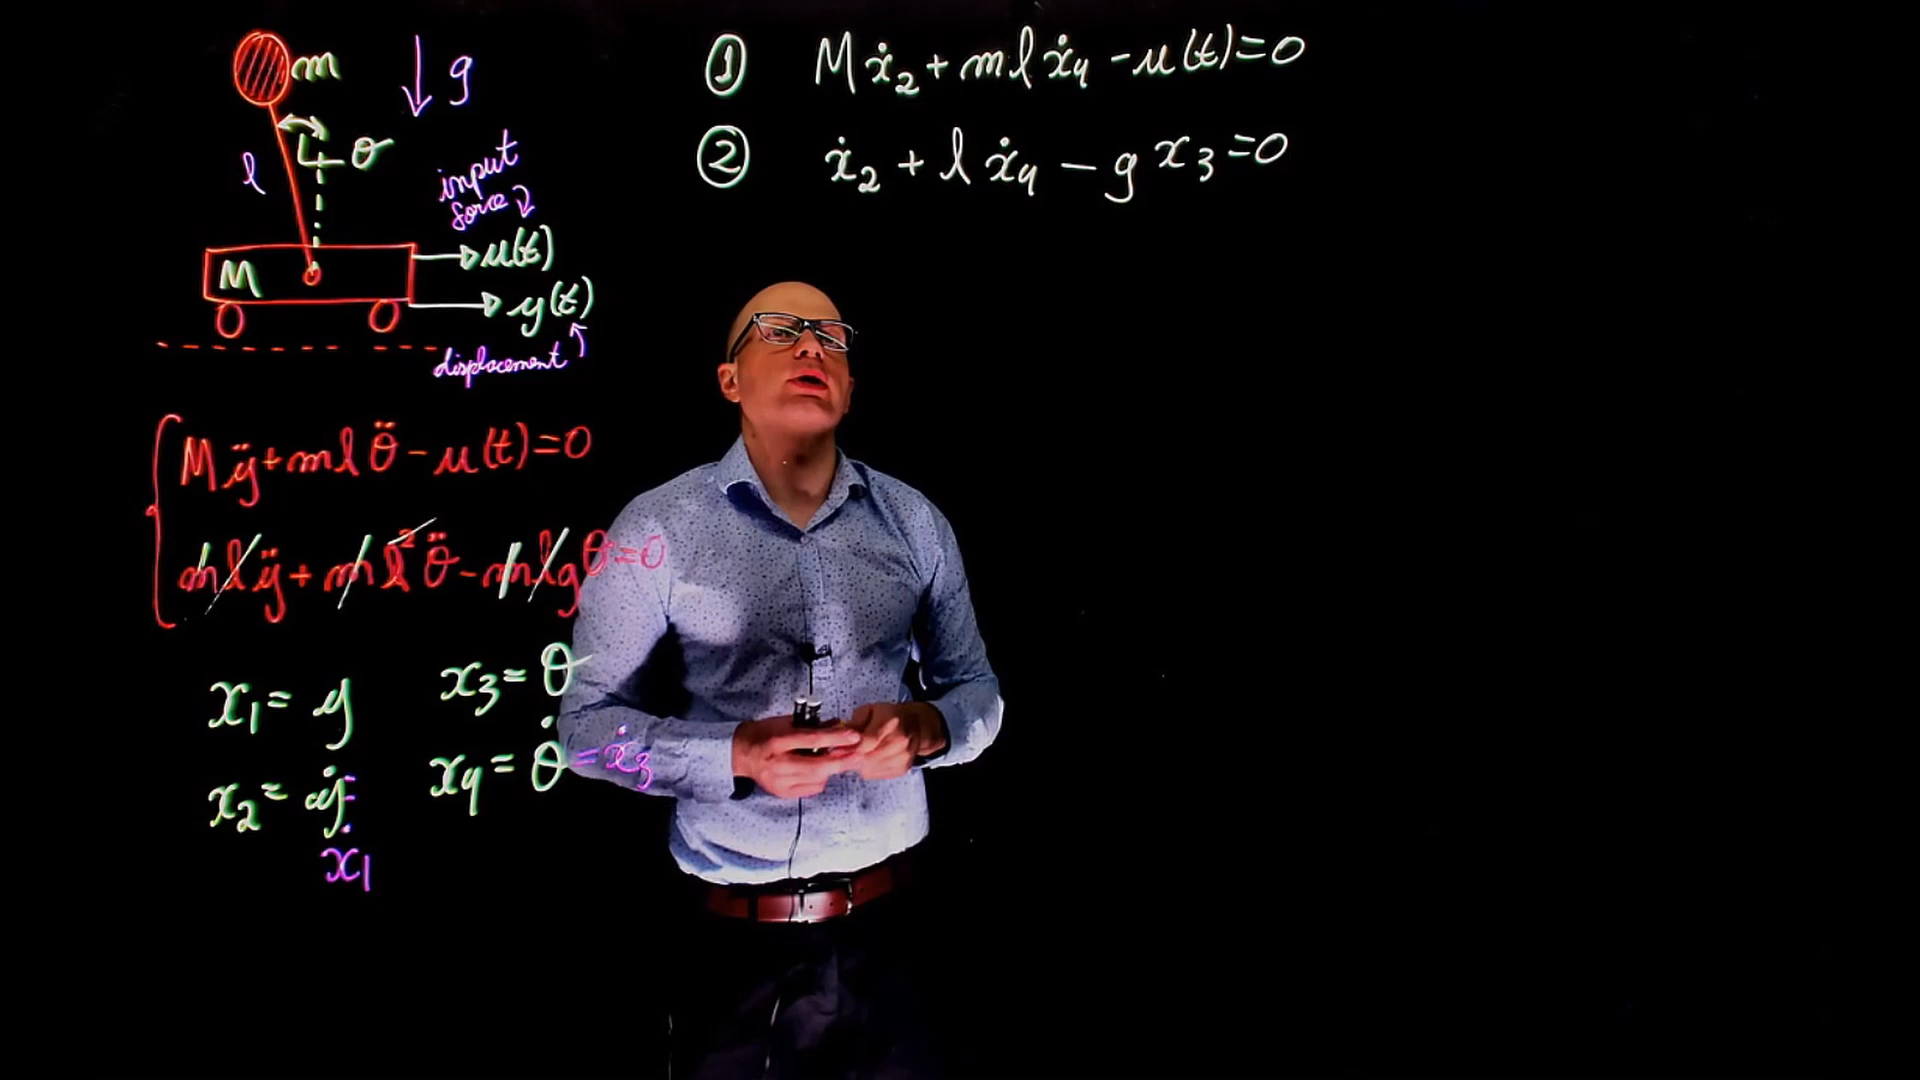 m
g
θ
l
input
force
M
u(t)
y(t)
displacement
Mÿ+mlθ̈-u(t)=0
mlÿ+ml²θ̈-mlgθ=0
x₁=y
x₃=θ
x₂=ẏ=
ẋ₁
x₄=θ̇=ẋ₃
① Mẋ₂+mlẋ₄-u(t)=0
② ẋ₂+lẋ₄-gx₃=0